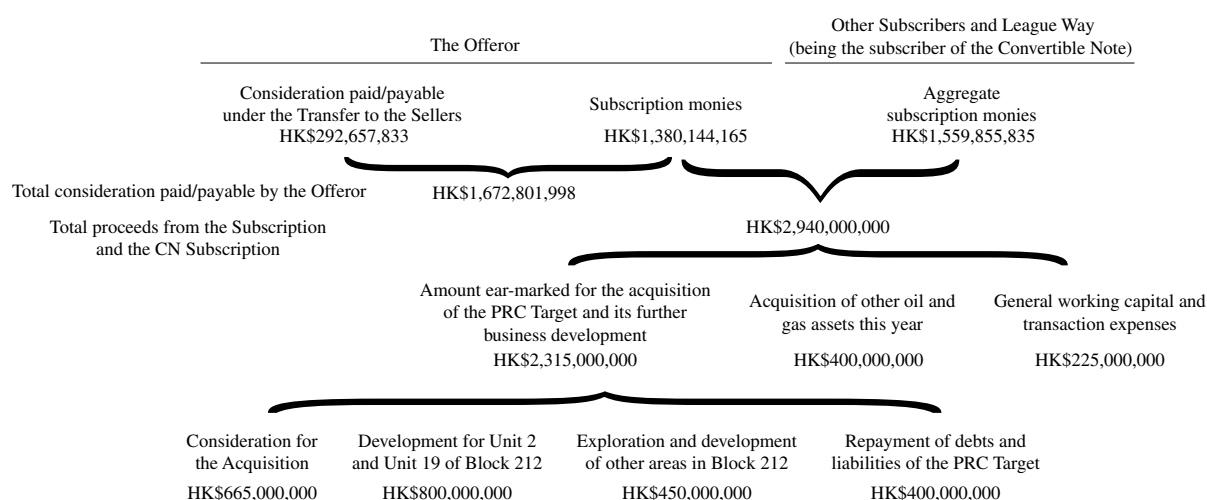 The Offeror
Other Subscribers and League Way
(being the subscriber of the Convertible Note)
Consideration paid/payable
under the Transfer to the Sellers
HK$292,657,833
Subscription monies
HK$1,380,144,165
Aggregate
subscription monies
HK$1,559,855,835
Total consideration paid/payable by the Offeror
HK$1,672,801,998
Total proceeds from the Subscription
and the CN Subscription
HK$2,940,000,000
Amount ear-marked for the acquisition
of the PRC Target and its further
business development
HK$2,315,000,000
Acquisition of other oil and
gas assets this year
HK$400,000,000
General working capital and
transaction expenses
HK$225,000,000
Consideration for
the Acquisition
HK$665,000,000
Development for Unit 2
and Unit 19 of Block 212
HK$800,000,000
Exploration and development
of other areas in Block 212
HK$450,000,000
Repayment of debts and
liabilities of the PRC Target
HK$400,000,000